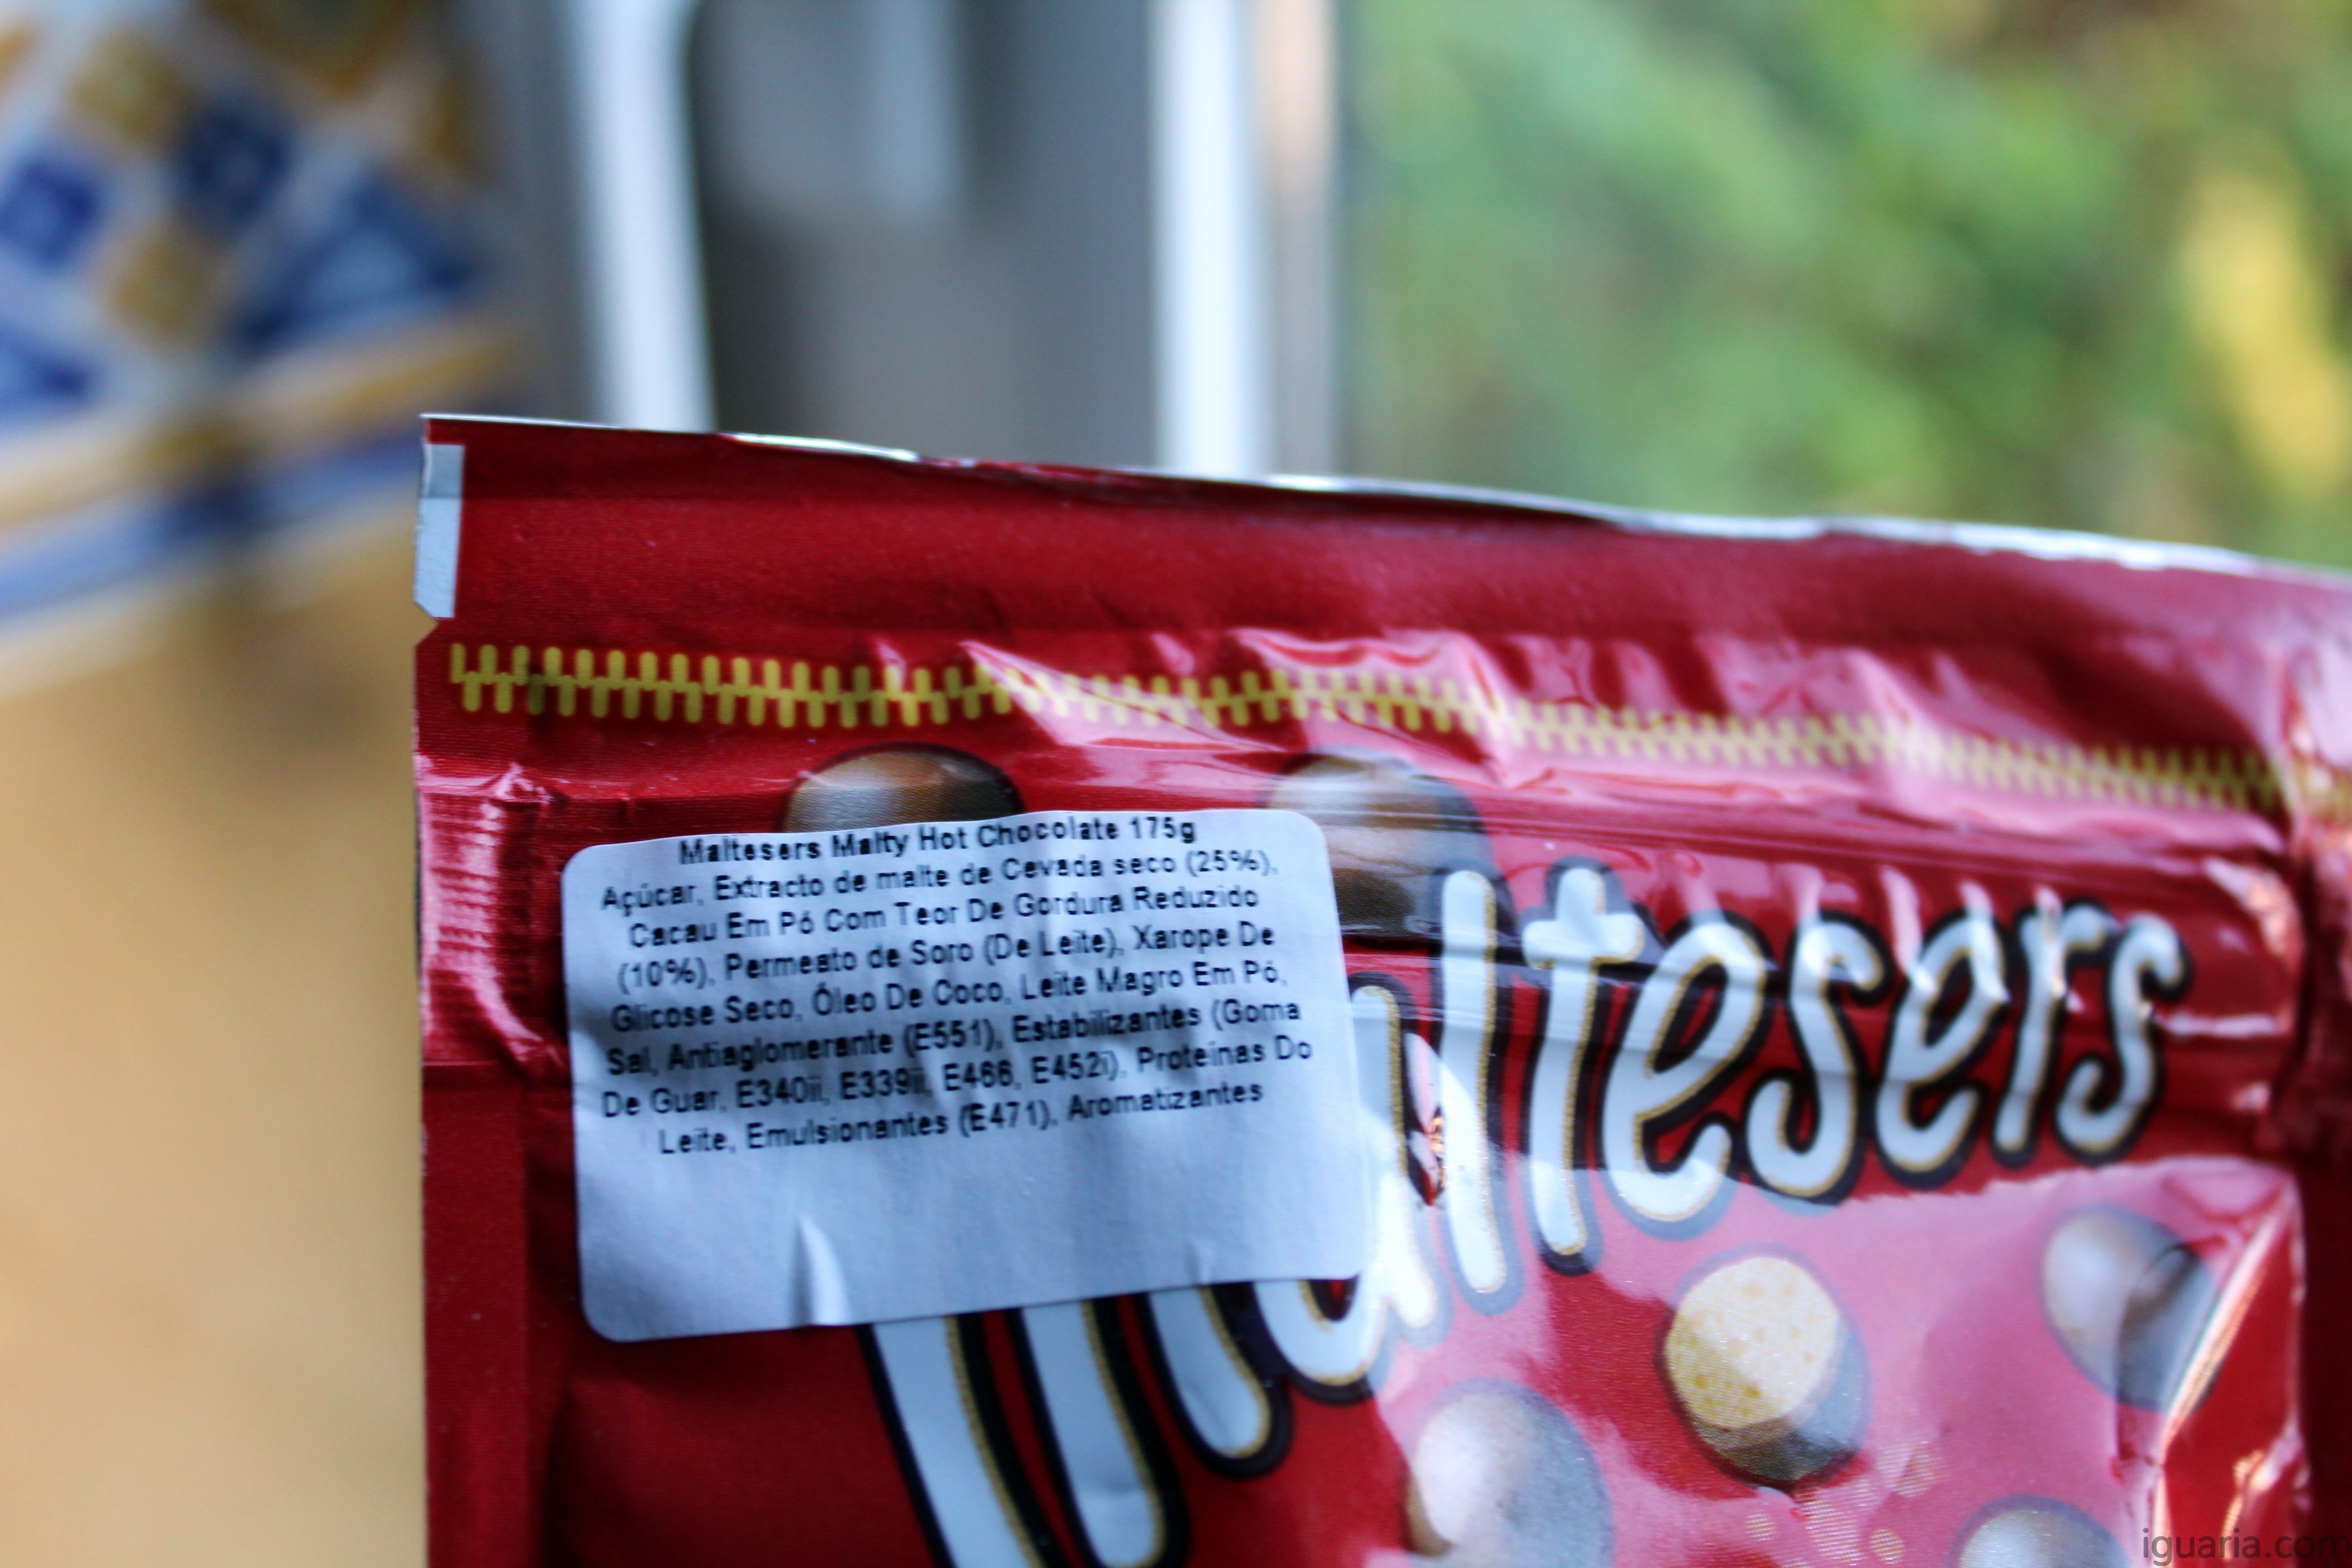 Maltesers Malty Hot Chocolate 175g
Açúcar, Extracto de malte de Cevada seco (25%),
Cacau Em Pó Com Teor De Gordura Reduzido
(10%), Permeato de Soro (De Leite), Xarope De
Glicose Seco, Óleo De Coco, Leite Magro Em Pó,
Sal, Antiaglomerante (E551), Estabilizantes (Goma
De Guar, E340ii, E339ii, E466, E452i), Proteínas Do
Leite, Emulsionantes (E471), Aromatizantes
Maltesers
iguaria.com